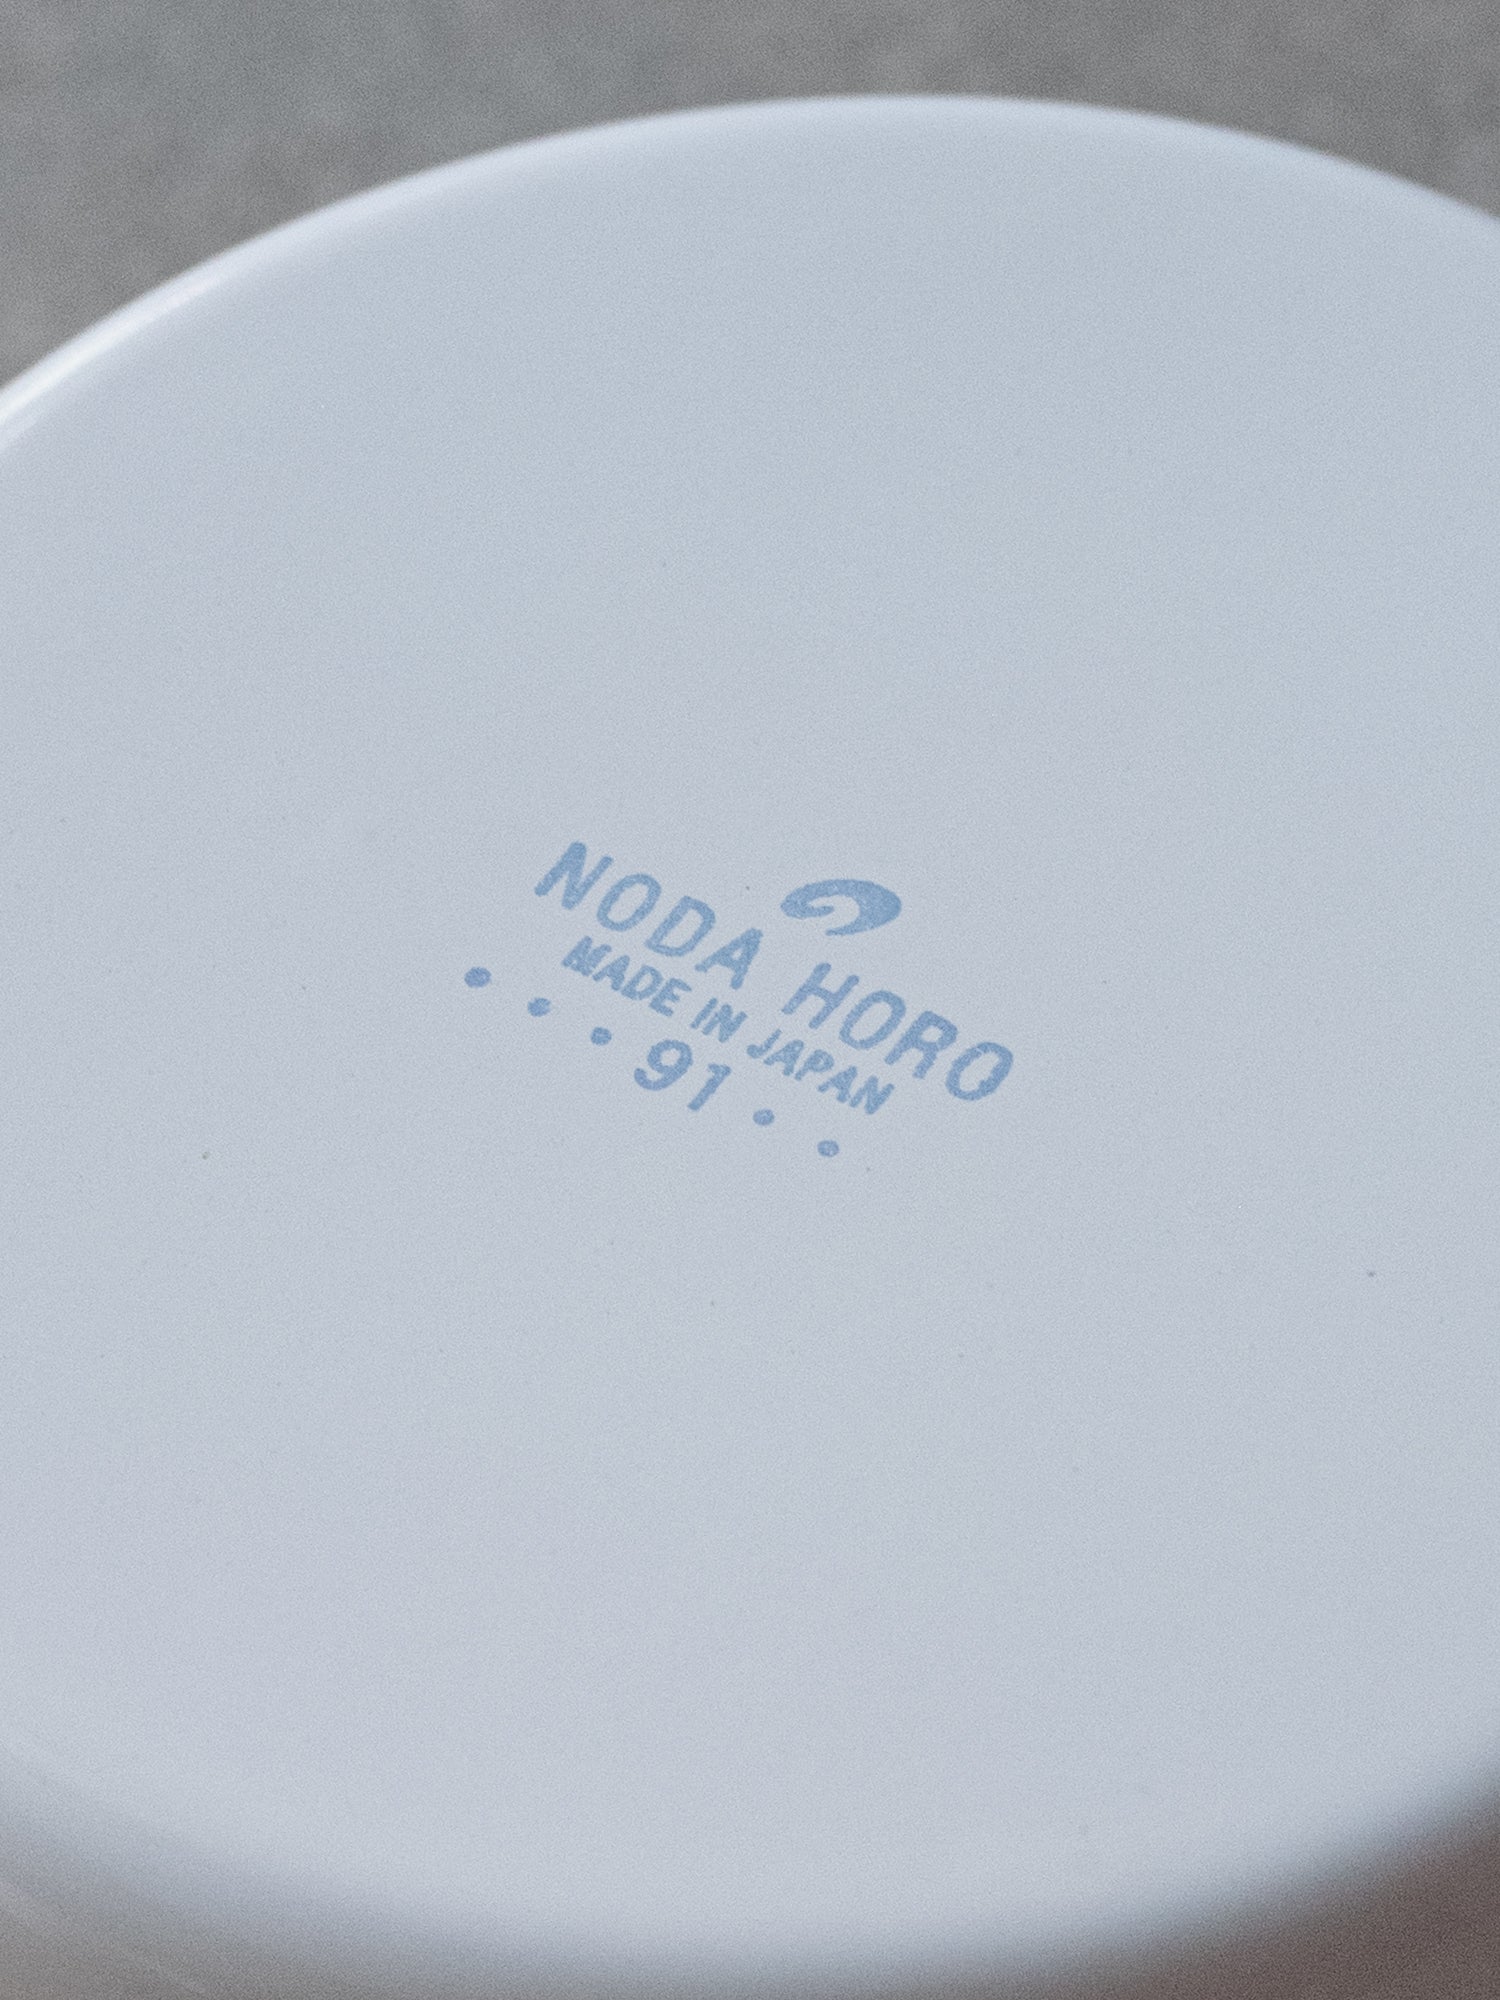 NODA HORO
MADE IN JAPAN
• • • 91 • •